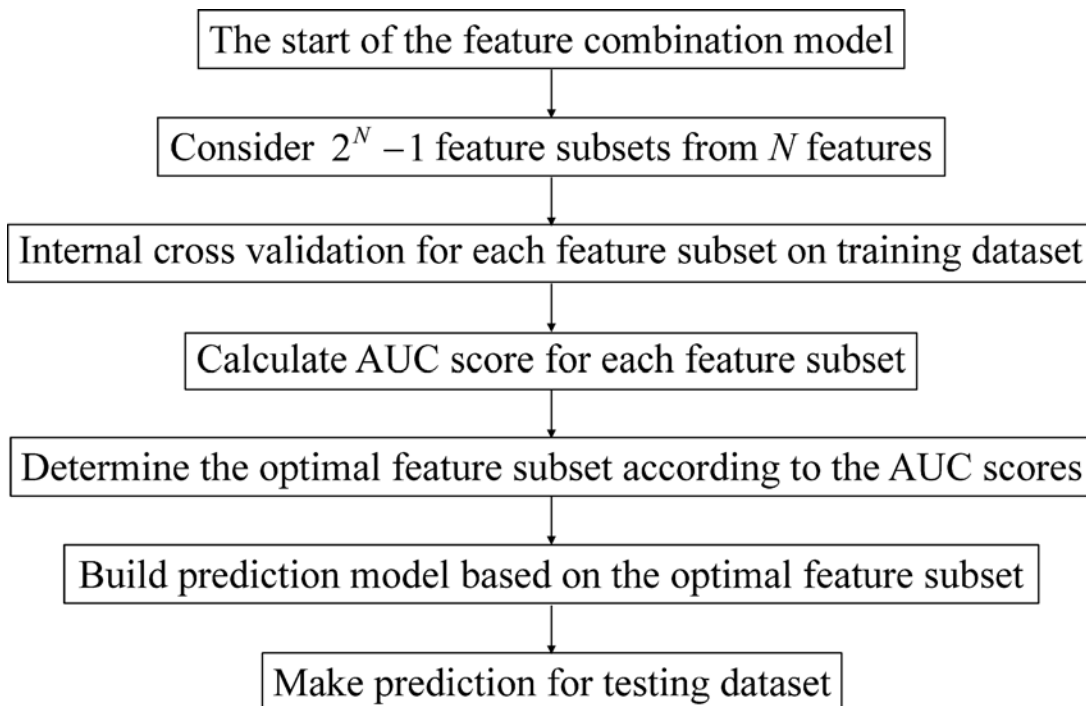 The start of the feature combination model
Consider 2^N − 1 feature subsets from N features
Internal cross validation for each feature subset on training dataset
Calculate AUC score for each feature subset
Determine the optimal feature subset according to the AUC scores
Build prediction model based on the optimal feature subset
Make prediction for testing dataset